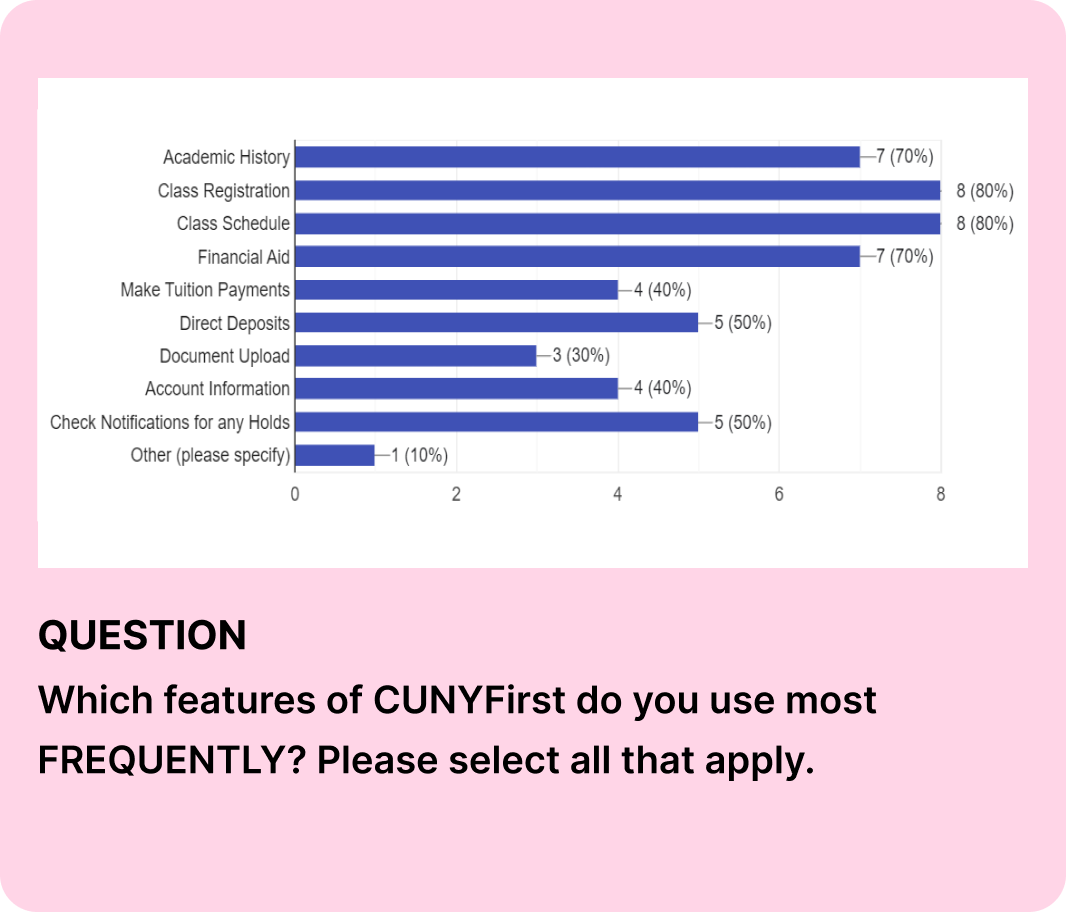 Academic History 7 (70%)
Class Registration 8 (80%)
Class Schedule 8 (80%)
Financial Aid 7 (70%)
Make Tuition Payments 4 (40%)
Direct Deposits 5 (50%)
Document Upload 3 (30%)
Account Information 4 (40%)
Check Notifications for any Holds 5 (50%)
Other (please specify) 1 (10%)
0 2 4 6 8
QUESTION
Which features of CUNYFirst do you use most
FREQUENTLY? Please select all that apply.